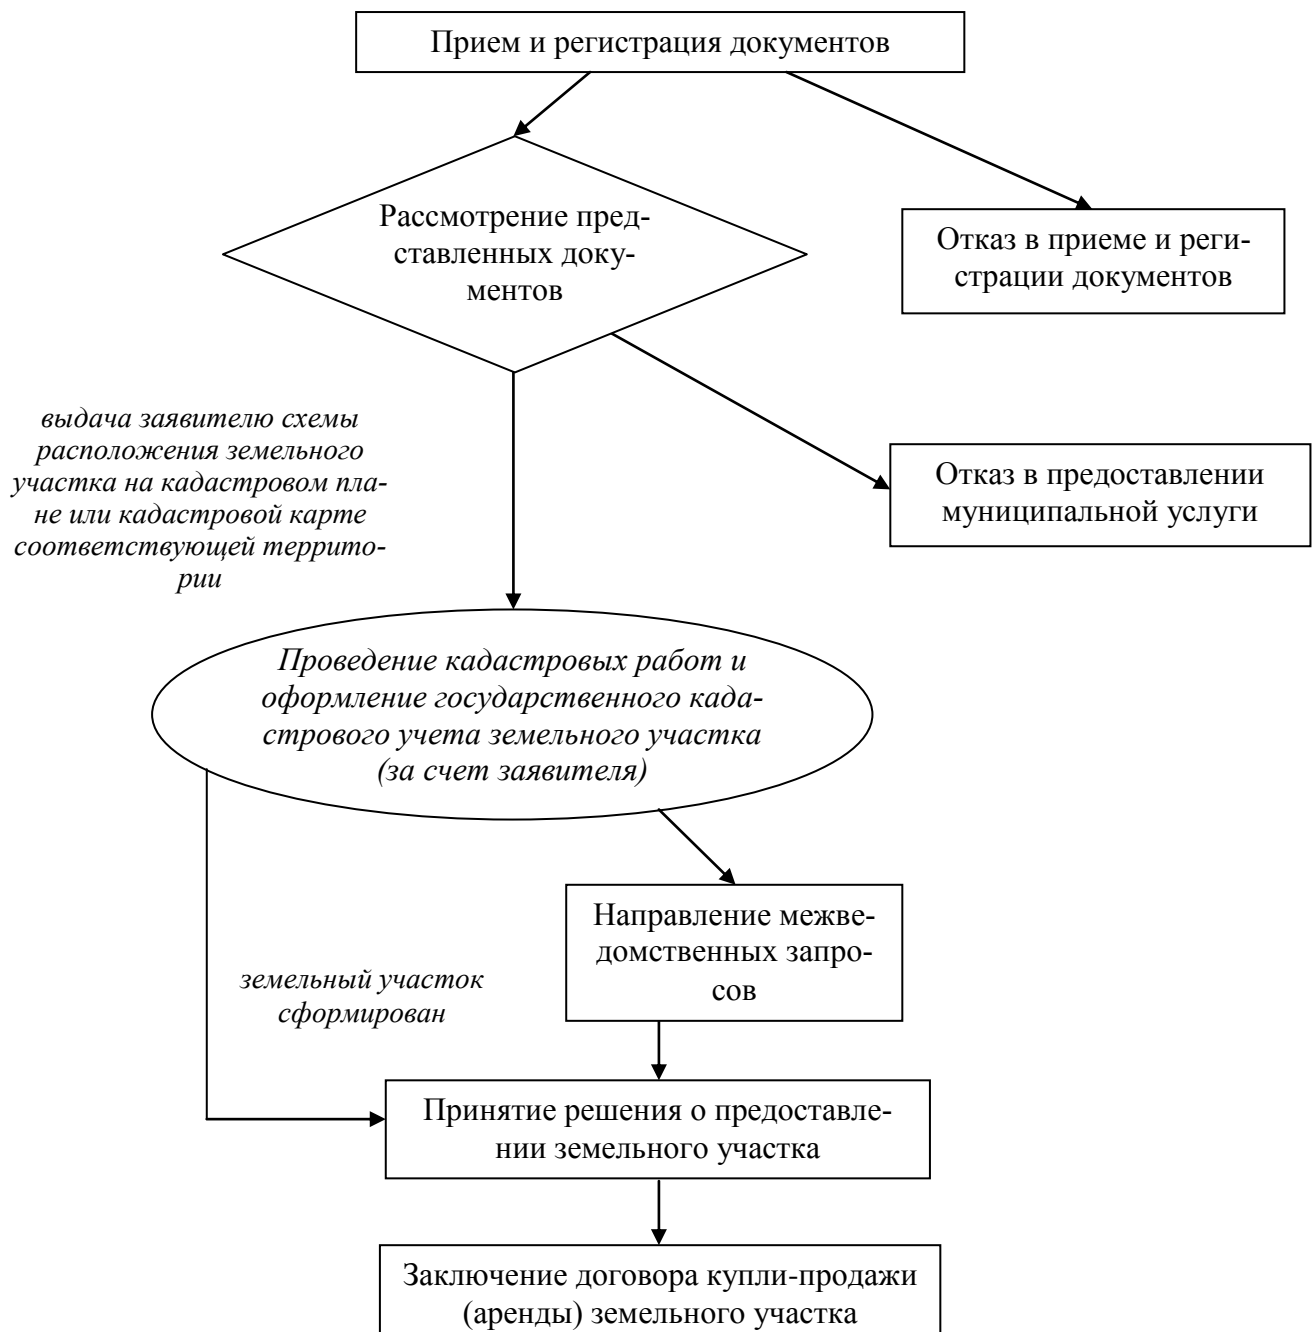 Прием и регистрация документов
Рассмотрение пред-
ставленных доку-
ментов
Отказ в приеме и реги-
страции документов
выдача заявителю схемы
расположения земельного
участка на кадастровом пла-
не или кадастровой карте
соответствующей террито-
рии
Отказ в предоставлении
муниципальной услуги
Проведение кадастровых работ и
оформление государственного када-
стрового учета земельного участка
(за счет заявителя)
Направление межве-
домственных запро-
сов
земельный участок
сформирован
Принятие решения о предоставле-
нии земельного участка
Заключение договора купли-продажи
(аренды) земельного участка